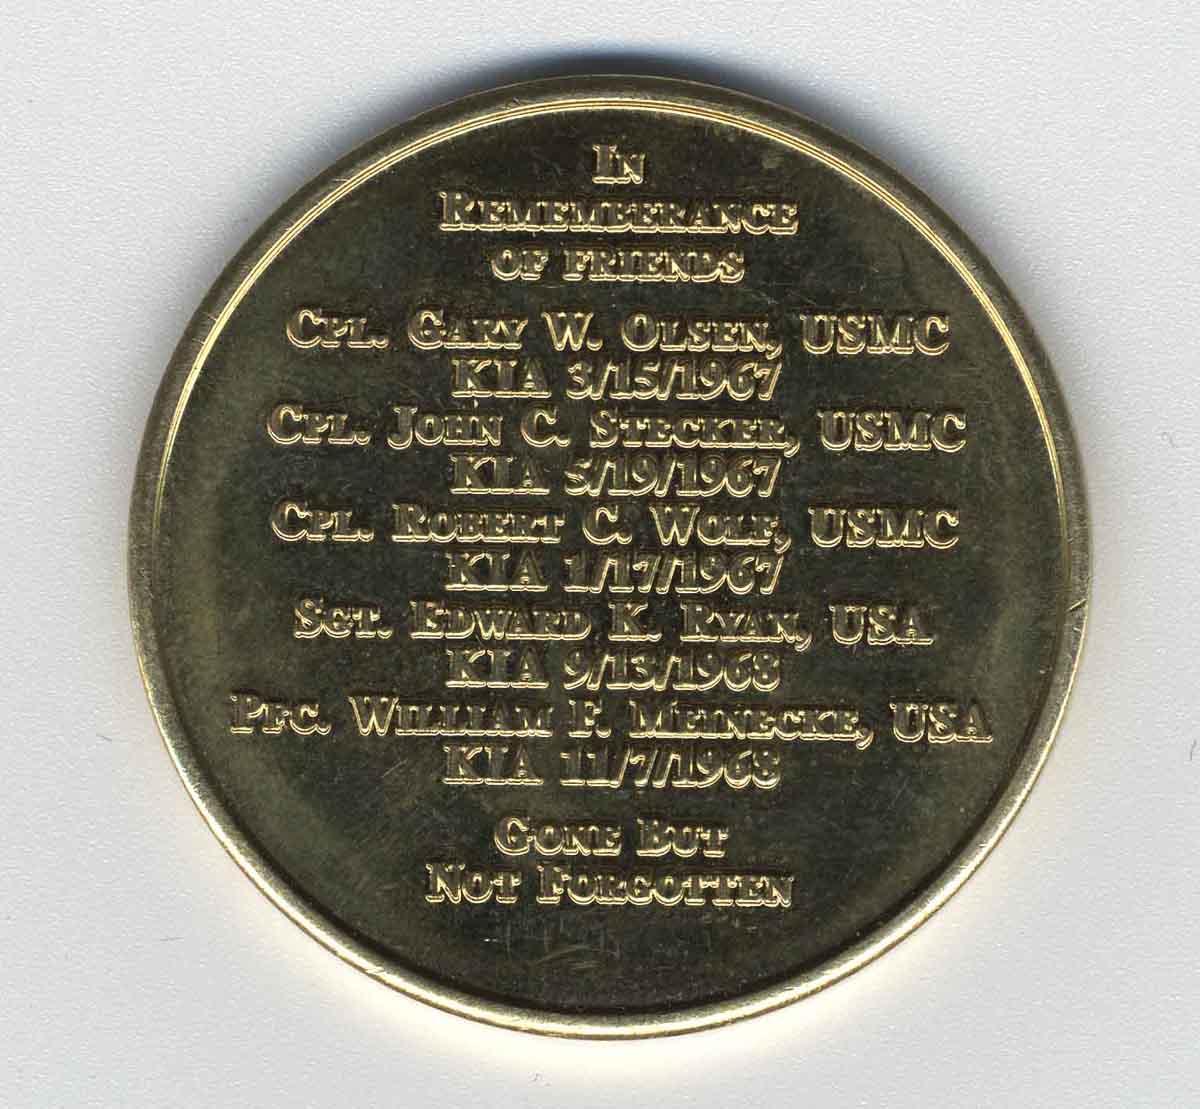 In
Rememberance
of friends
Cpl. Gary W. Olsen, USMC
KIA 3/15/1967
Cpl. John C. Stecker, USMC
KIA 5/19/1967
Cpl. Robert C. Wolf, USMC
KIA 1/17/1967
Sgt. Edward K. Ryan, USA
KIA 9/13/1968
Pfc. William F. Meinecke, USA
KIA 11/7/1968
Gone But
Not Forgotten